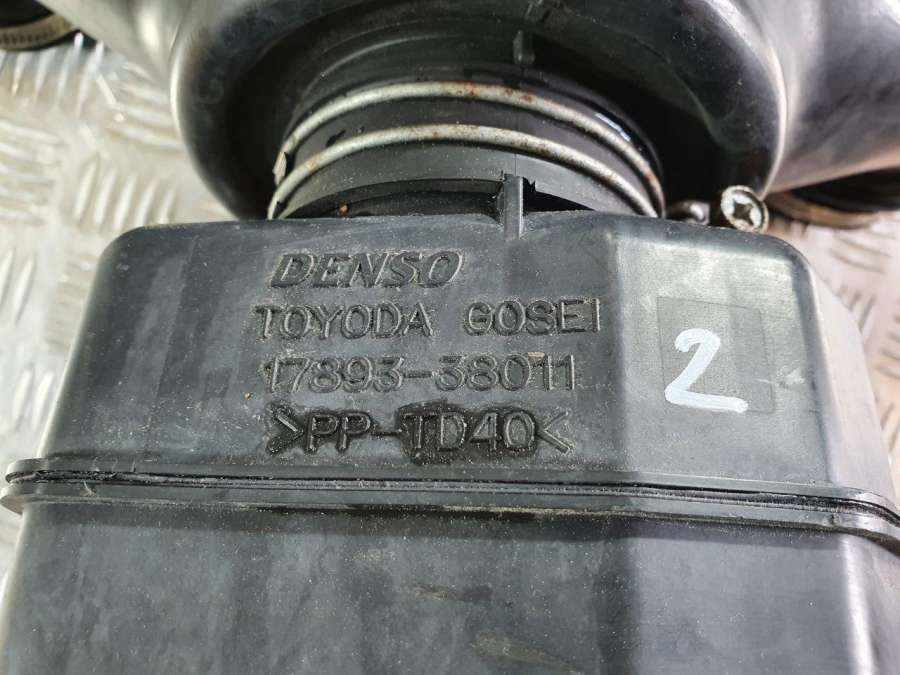 DENSO
TOYODA GOSEI
17893-38011
2
>PP-TD40<